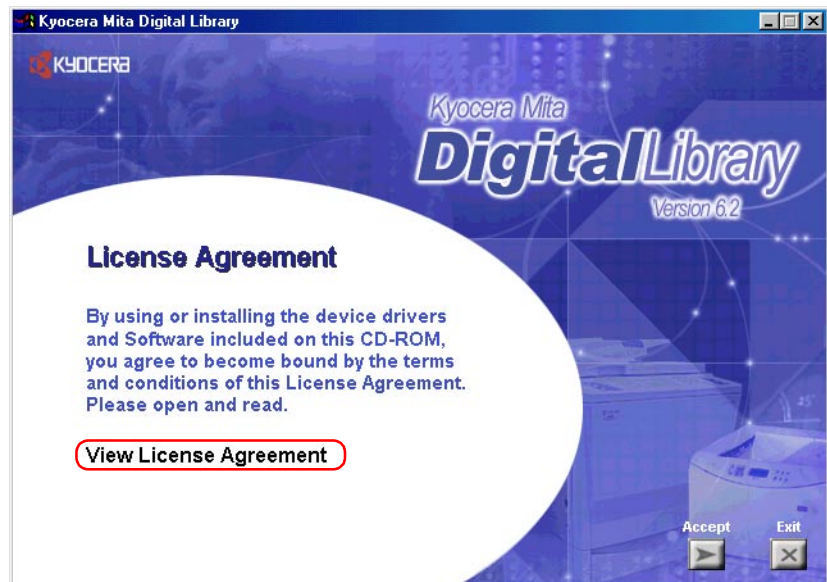 Kyocera Mita Digital Library
KYOCERA
Kyocera Mita
DigitalLibrary
Version 6.2
License Agreement
By using or installing the device drivers
and Software included on this CD-ROM,
you agree to become bound by the terms
and conditions of this License Agreement.
Please open and read.
View License Agreement
Accept
Exit